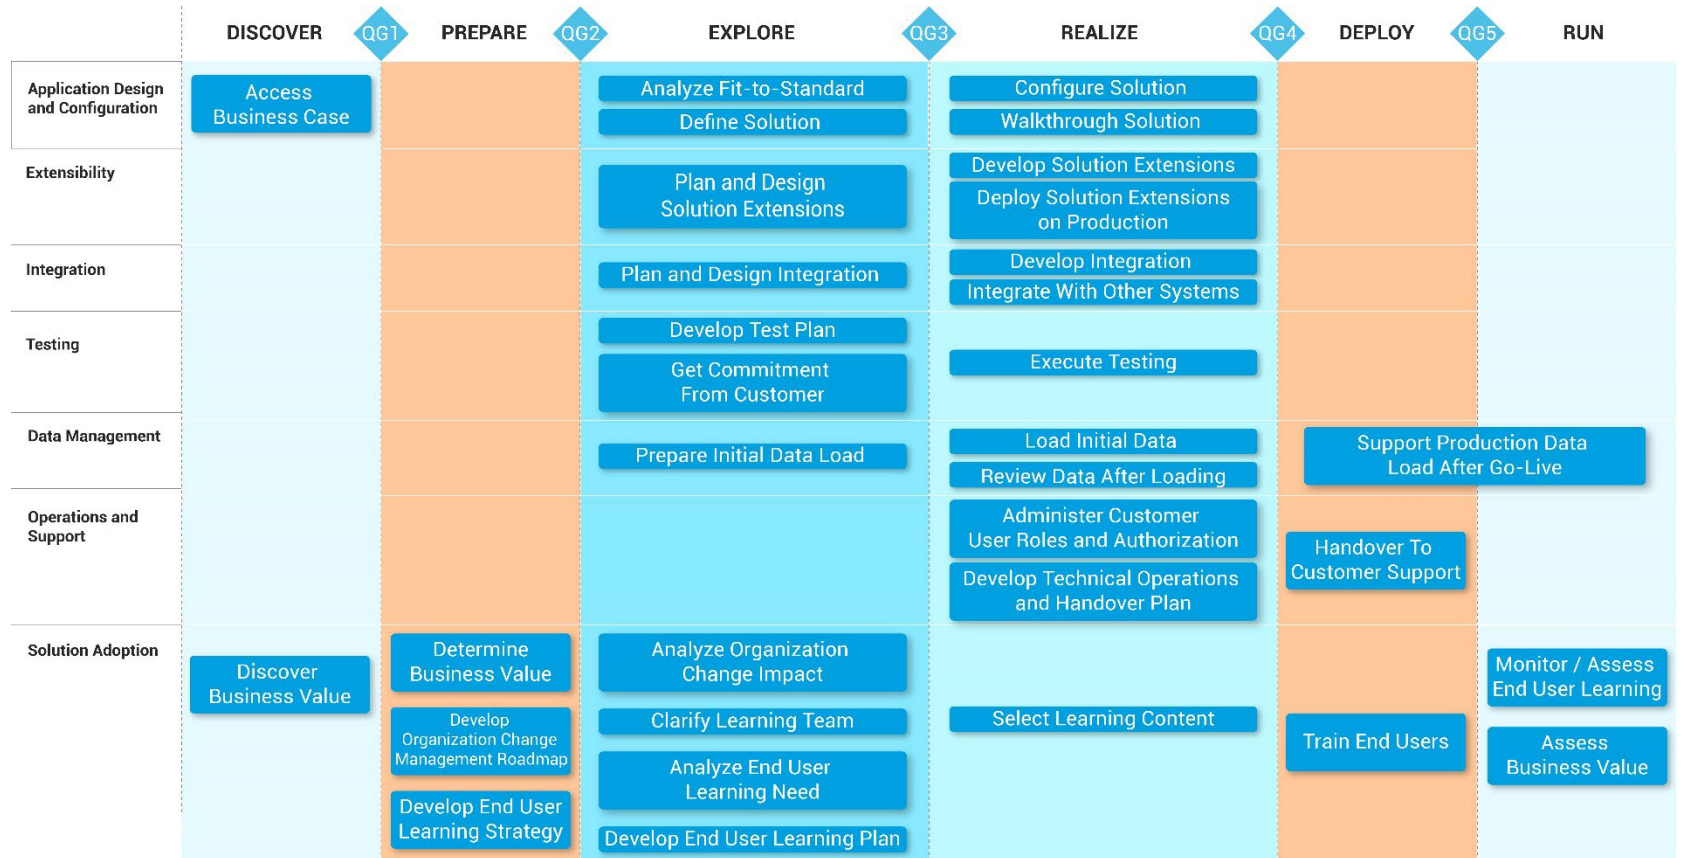 DISCOVER
QG1
PREPARE
QG2
EXPLORE
QG3
REALIZE
QG4
DEPLOY
QG5
RUN
Application Design
and Configuration
Access
Business Case
Analyze Fit-to-Standard
Define Solution
Configure Solution
Walkthrough Solution
Extensibility
Plan and Design
Solution Extensions
Develop Solution Extensions
Deploy Solution Extensions
on Production
Integration
Plan and Design Integration
Develop Integration
Integrate With Other Systems
Testing
Develop Test Plan
Get Commitment
From Customer
Execute Testing
Data Management
Prepare Initial Data Load
Load Initial Data
Review Data After Loading
Support Production Data
Load After Go-Live
Operations and
Support
Administer Customer
User Roles and Authorization
Develop Technical Operations
and Handover Plan
Handover To
Customer Support
Solution Adoption
Discover
Business Value
Determine
Business Value
Develop
Organization Change
Management Roadmap
Develop End User
Learning Strategy
Analyze Organization
Change Impact
Clarify Learning Team
Analyze End User
Learning Need
Develop End User Learning Plan
Select Learning Content
Train End Users
Monitor / Assess
End User Learning
Assess
Business Value